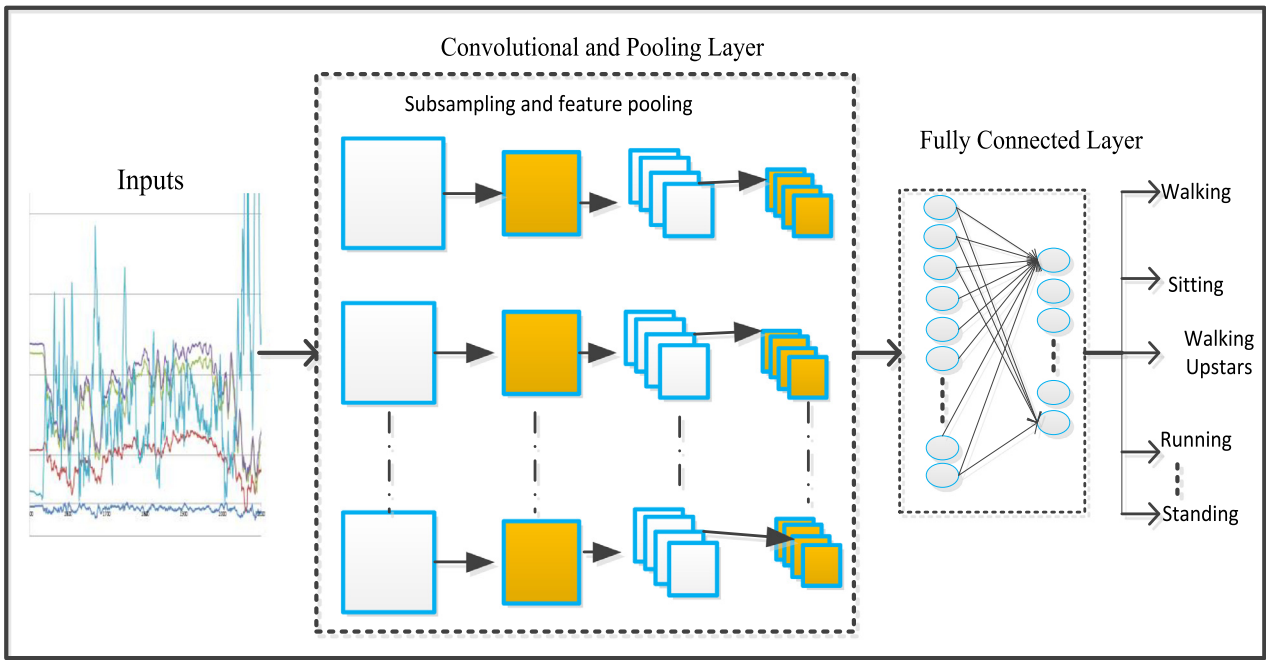 Convolutional and Pooling Layer
Subsampling and feature pooling
Fully Connected Layer
Inputs
Walking
Sitting
Walking
Upstars
Running
Standing